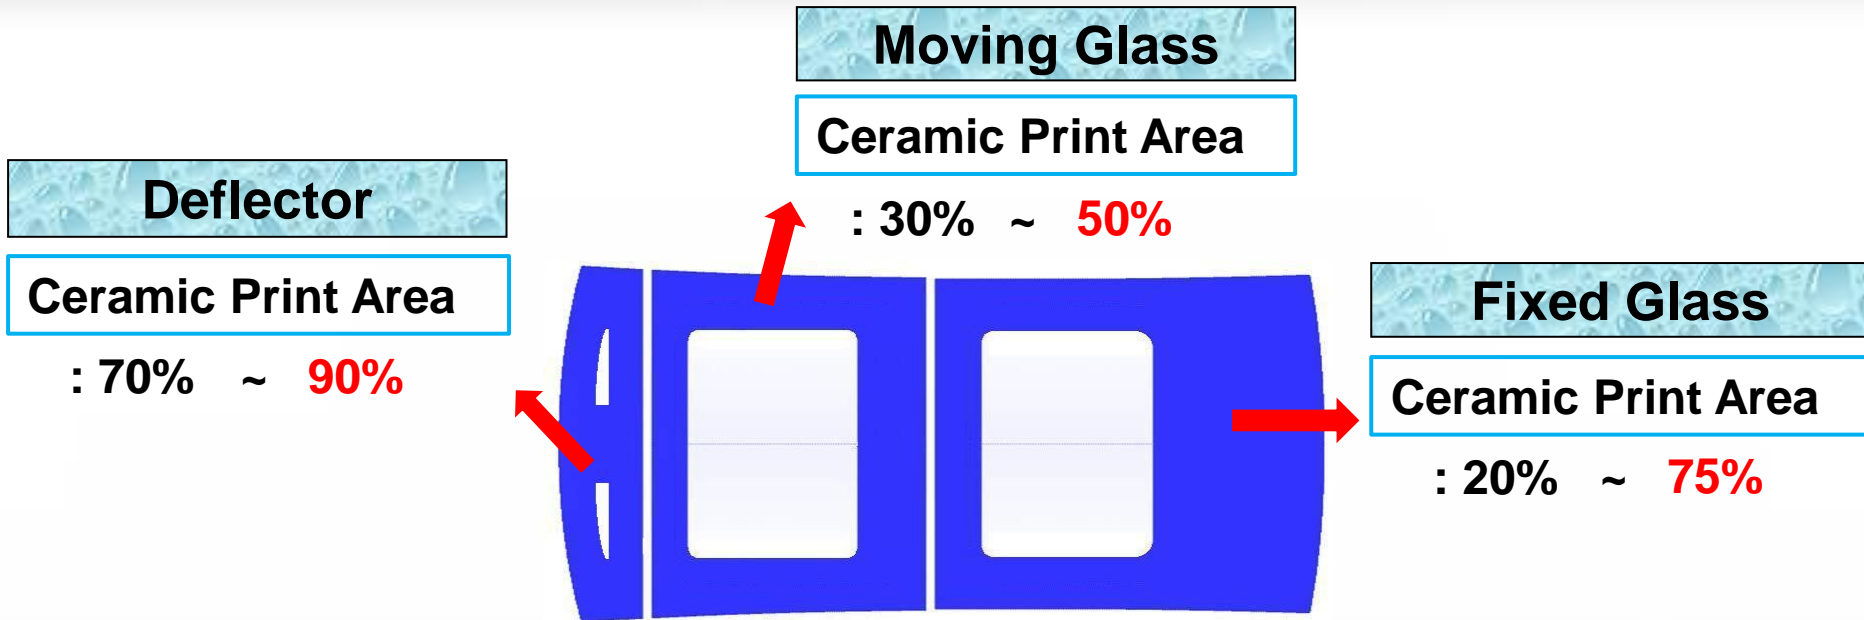 Moving Glass
Ceramic Print Area
: 30% ~ 50%
Deflector
Ceramic Print Area
: 70% ~ 90%
Fixed Glass
Ceramic Print Area
: 20% ~ 75%